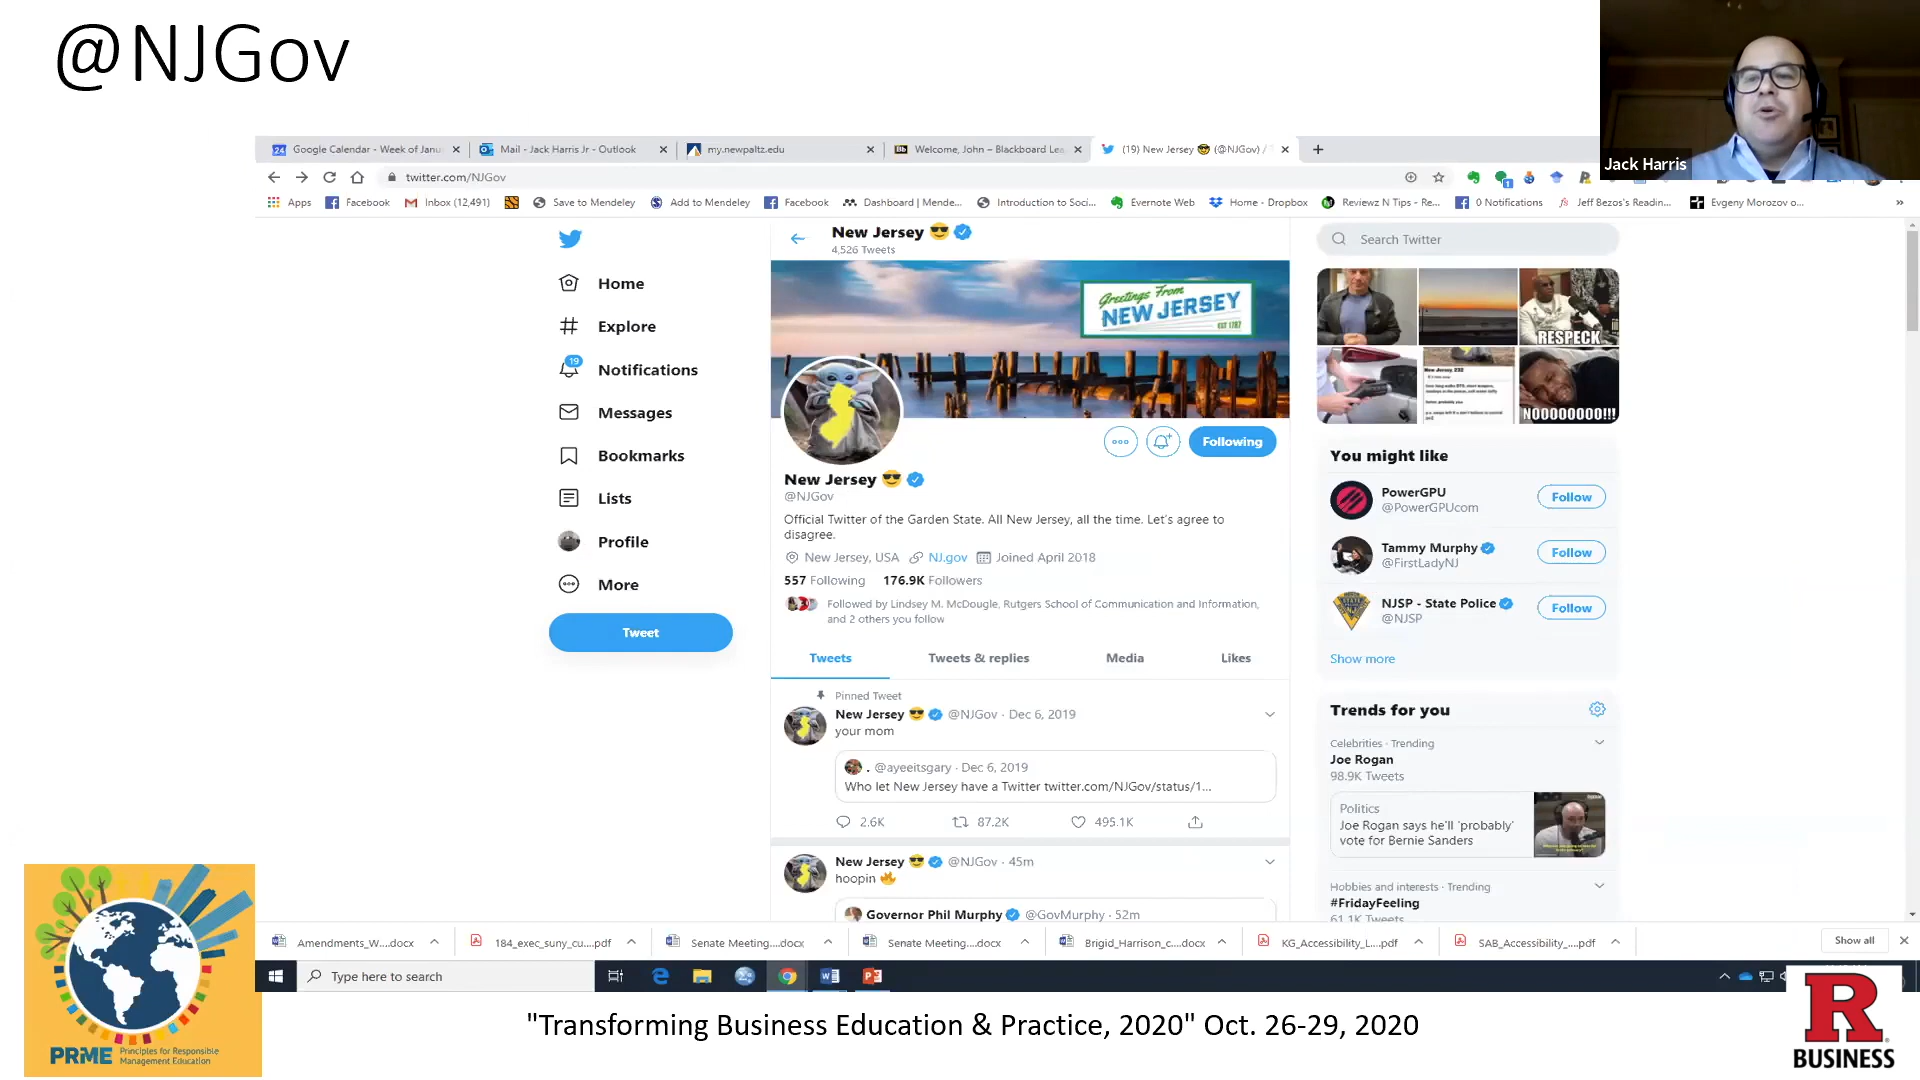 @NJGov
Jack Harris
Google Calendar - Week of Janu
Mail - Jack Harris Jr - Outlook
my.newpaltz.edu
Welcome, John – Blackboard Lea
(19) New Jersey 😎 (@NJGov) /
twitter.com/NJGov
Apps
Facebook
Inbox (12,491)
Save to Mendeley
Add to Mendeley
Facebook
Dashboard | Mende...
Introduction to Soci...
Evernote Web
Home - Dropbox
Reviewz N Tips - Re...
0 Notifications
Jeff Bezos's Readin...
Evgeny Morozov o...
Home
Explore
19
Notifications
Messages
Bookmarks
Lists
Profile
More
Tweet
New Jersey 😎
4,526 Tweets
Greetings From
NEW JERSEY
EST 1787
Following
New Jersey 😎
@NJGov
Official Twitter of the Garden State. All New Jersey, all the time. Let's agree to
disagree.
New Jersey, USA NJ.gov Joined April 2018
557 Following 176.9K Followers
Followed by Lindsey M. McDougle, Rutgers School of Communication and Information,
and 2 others you follow
Tweets Tweets & replies Media Likes
Pinned Tweet
New Jersey 😎 @NJGov · Dec 6, 2019
your mom
. @ayeeitsgary · Dec 6, 2019
Who let New Jersey have a Twitter twitter.com/NJGov/status/1...
2.6K 87.2K 495.1K
New Jersey 😎 @NJGov · 45m
hoopin 🔥
Governor Phil Murphy @GovMurphy · 52m
Search Twitter
RESPECK
New Jersey, 232
NOOOOOOOO!!!
You might like
PowerGPU
@PowerGPUcom
Follow
Tammy Murphy
@FirstLadyNJ
Follow
NJSP - State Police
@NJSP
Follow
Show more
Trends for you
Celebrities · Trending
Joe Rogan
98.9K Tweets
Politics
Joe Rogan says he'll 'probably'
vote for Bernie Sanders
Hobbies and interests · Trending
#FridayFeeling
61.1K Tweets
Amendments_W....docx
184_exec_suny_cu....pdf
Senate Meeting....docx
Senate Meeting....docx
Brigid_Harrison_c....docx
KG_Accessibility_L....pdf
SAB_Accessibility_....pdf
Show all
Type here to search
PRME Principles for Responsible
Management Education
"Transforming Business Education & Practice, 2020" Oct. 26-29, 2020
R
BUSINESS